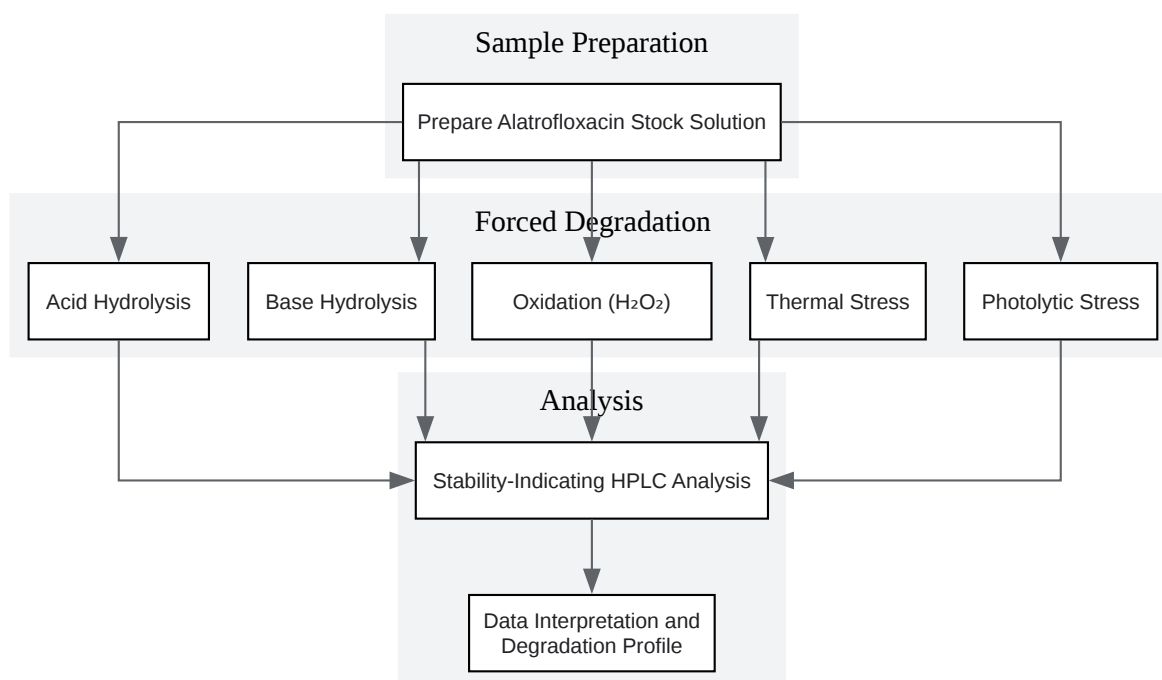 Sample Preparation
Prepare Alatrofloxacin Stock Solution
Forced Degradation
Acid Hydrolysis
Base Hydrolysis
Oxidation (H₂O₂)
Thermal Stress
Photolytic Stress
Analysis
Stability-Indicating HPLC Analysis
Data Interpretation and
Degradation Profile